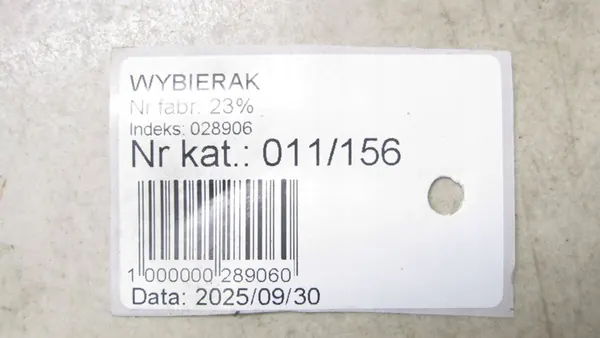 WYBIERAK
Nr fabr. 23%
Indeks: 028906
Nr kat.: 011/156
1 000000 289060
Data: 2025/09/30